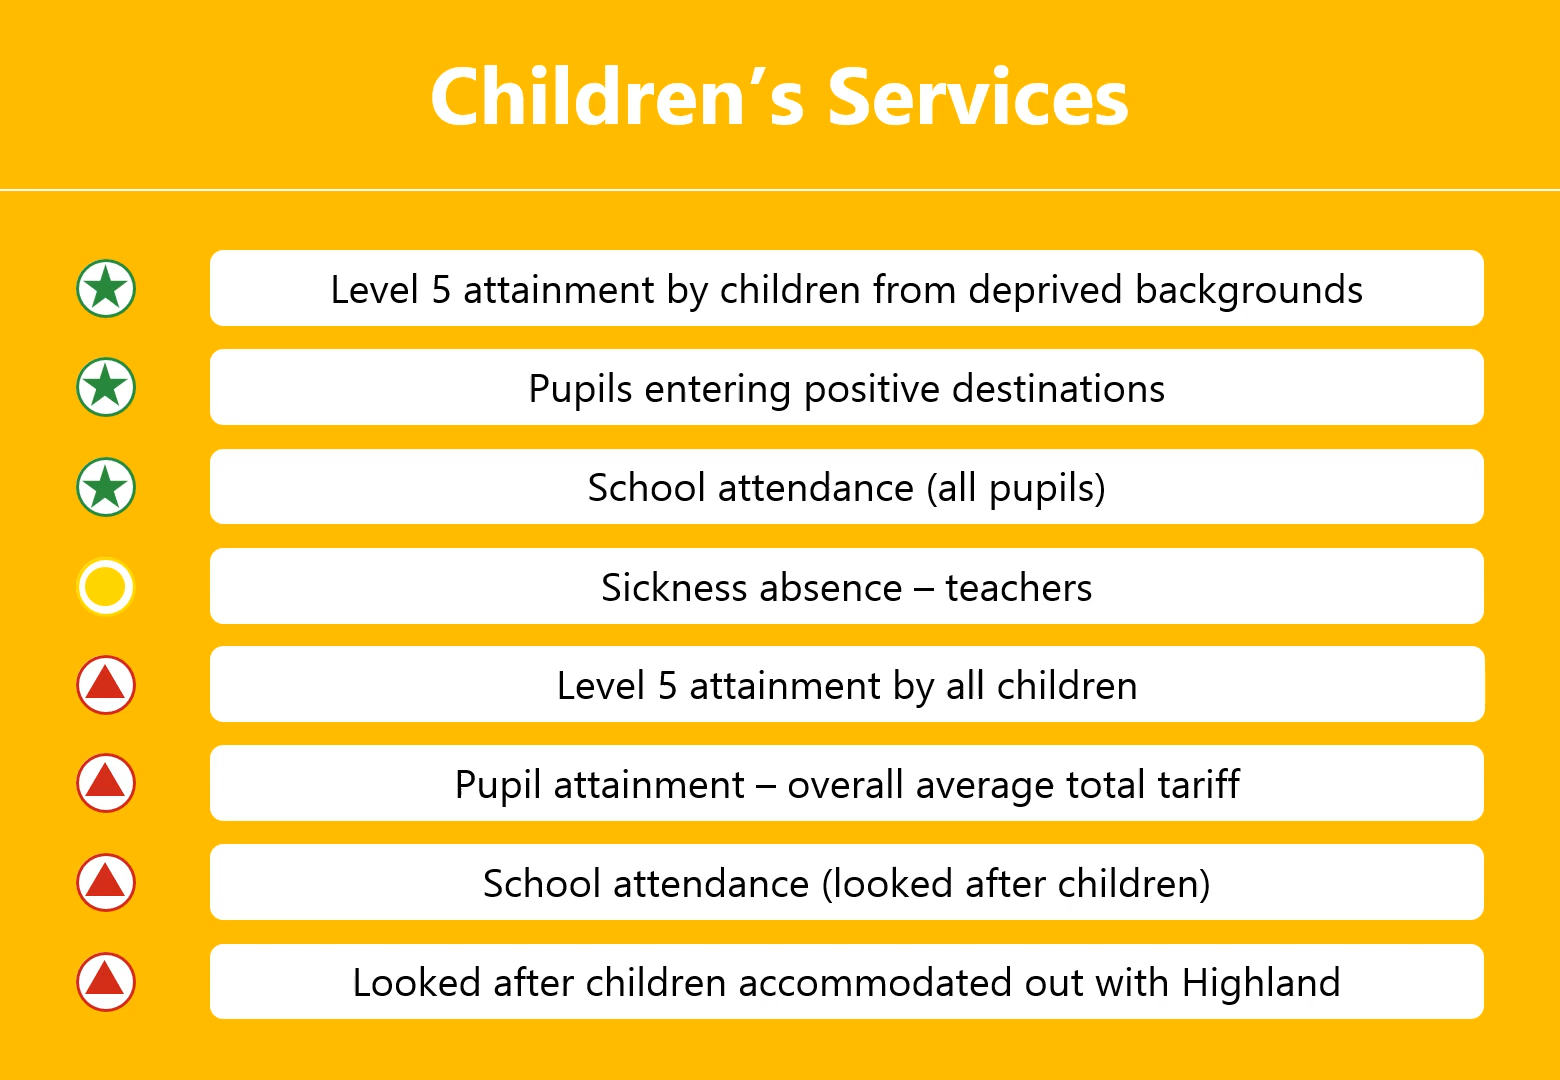 Children’s Services
Level 5 attainment by children from deprived backgrounds
Pupils entering positive destinations
School attendance (all pupils)
Sickness absence – teachers
Level 5 attainment by all children
Pupil attainment – overall average total tariff
School attendance (looked after children)
Looked after children accommodated out with Highland